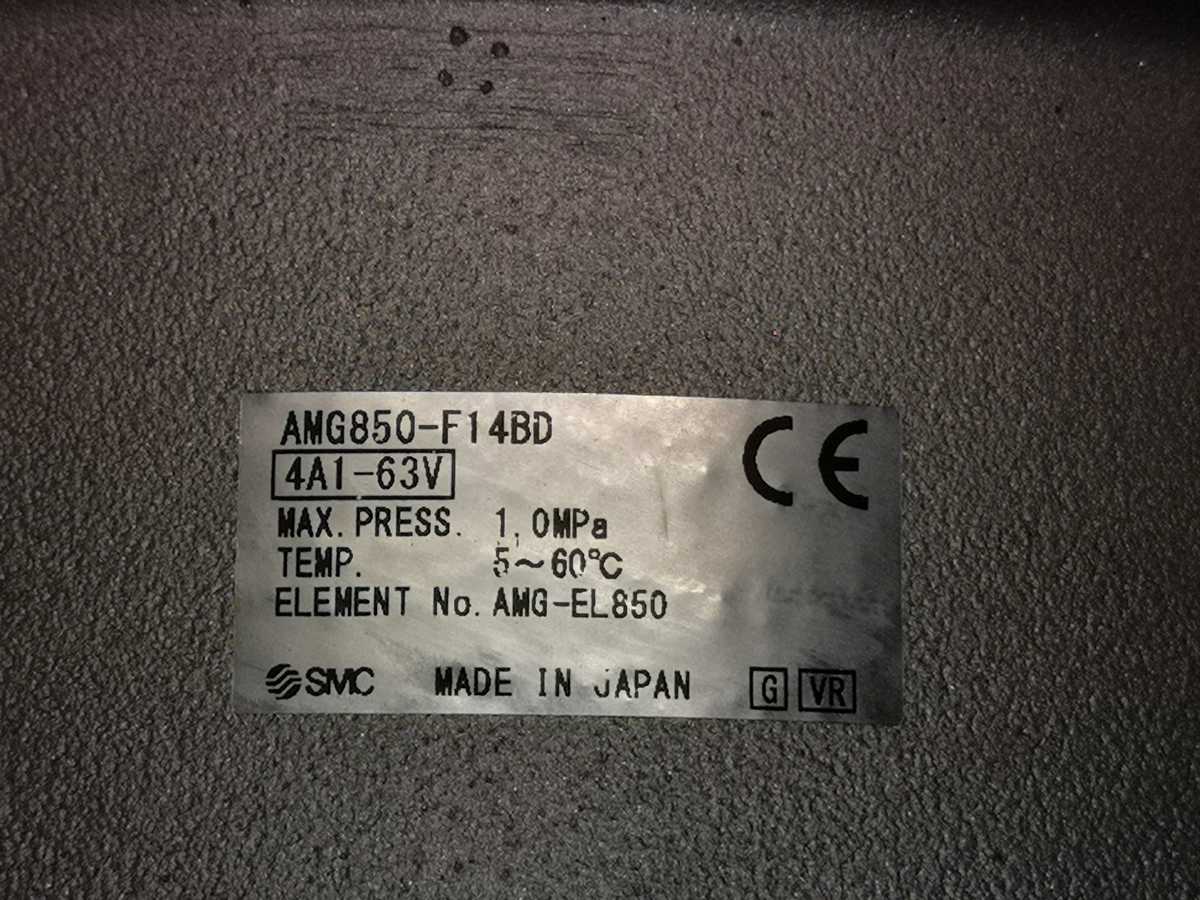 AMG850-F14BD
CE
4A1-63V
MAX. PRESS. 1.0MPa
TEMP. 5～60℃
ELEMENT No. AMG-EL850
SMC MADE IN JAPAN G VR